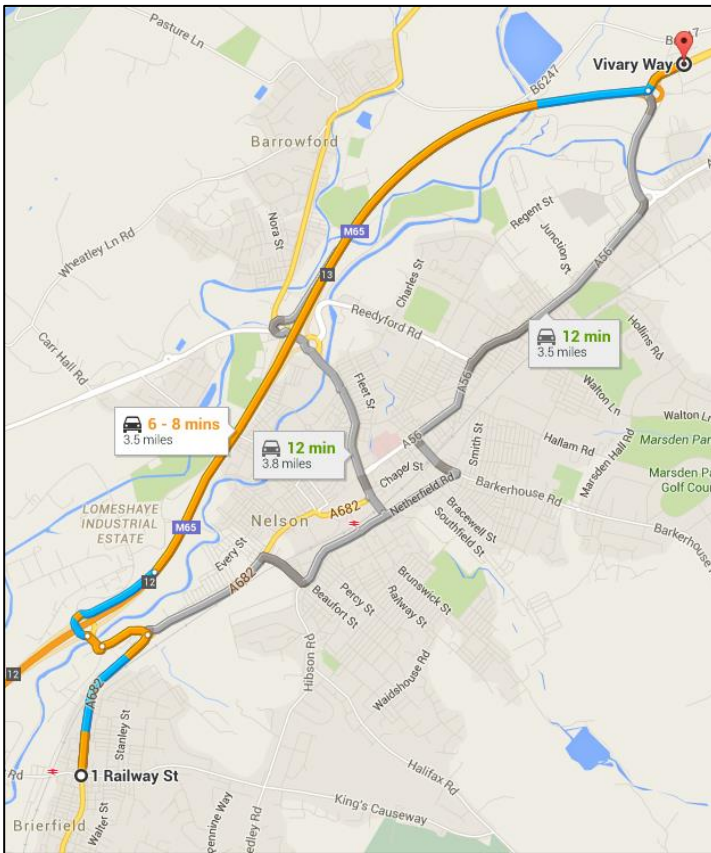 Pasture Ln
B6247
Vivary Way
B6247
Barrowford
Nora St
M65
Wheatley Ln Rd
13
Regent St
Junction St
A56
Charles St
Reedyford Rd
Carr Hall Rd
12 min
3.5 miles
Hollins Rd
Fleet St
A56
Walton Ln
Walton Ln
6 - 8 mins
3.5 miles
12 min
3.8 miles
A56
Smith St
Hallam Rd
Marsden Hall Rd
Marsden Par
Marsden Pa
Golf Cour
Chapel St
Netherfield Rd
Barkerhouse Rd
Barkerhouse R
LOMESHAYE
INDUSTRIAL
ESTATE
M65
Nelson
A682
Bracewell St
Southfield St
Every St
12
A682
Beaufort St
Percy St
Brunswick St
Railway St
Hibson Rd
Waidshouse Rd
12
A682
Stanley St
Rd
1 Railway St
Halifax Rd
King's Causeway
Walter St
Brierfield
ennine Way
edley Rd